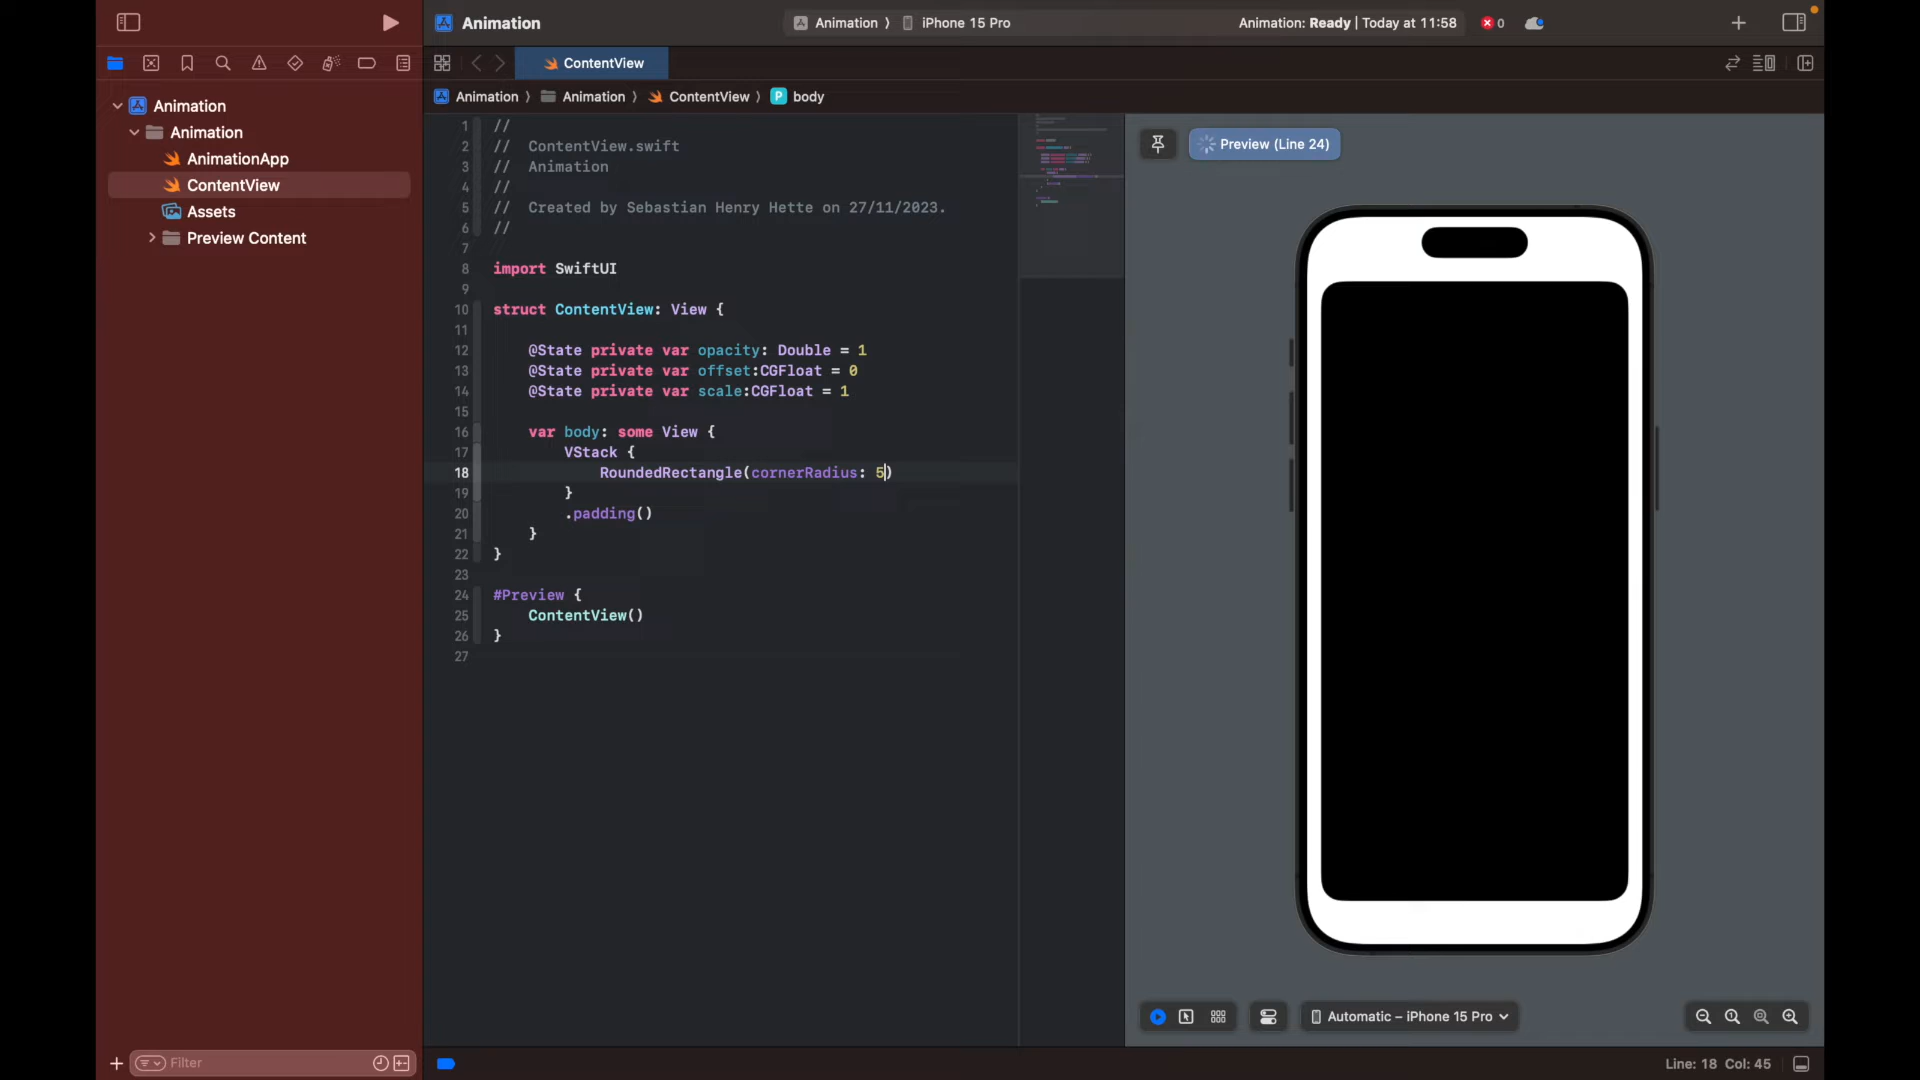 Animation
Animation ⟩ iPhone 15 Pro
Animation: Ready | Today at 11:58
0
ContentView
Animation ⟩ Animation ⟩ ContentView ⟩ P body
Animation
Animation
AnimationApp
ContentView
Assets
Preview Content
1 //
2 //  ContentView.swift
3 //  Animation
4 //
5 //  Created by Sebastian Henry Hette on 27/11/2023.
6 //
7
8 import SwiftUI
9
10 struct ContentView: View {
11
12     @State private var opacity: Double = 1
13     @State private var offset:CGFloat = 0
14     @State private var scale:CGFloat = 1
15
16     var body: some View {
17         VStack {
18             RoundedRectangle(cornerRadius: 5)
19         }
20         .padding()
21     }
22 }
23
24 #Preview {
25     ContentView()
26 }
27
Preview (Line 24)
Automatic – iPhone 15 Pro
Filter
Line: 18 Col: 45